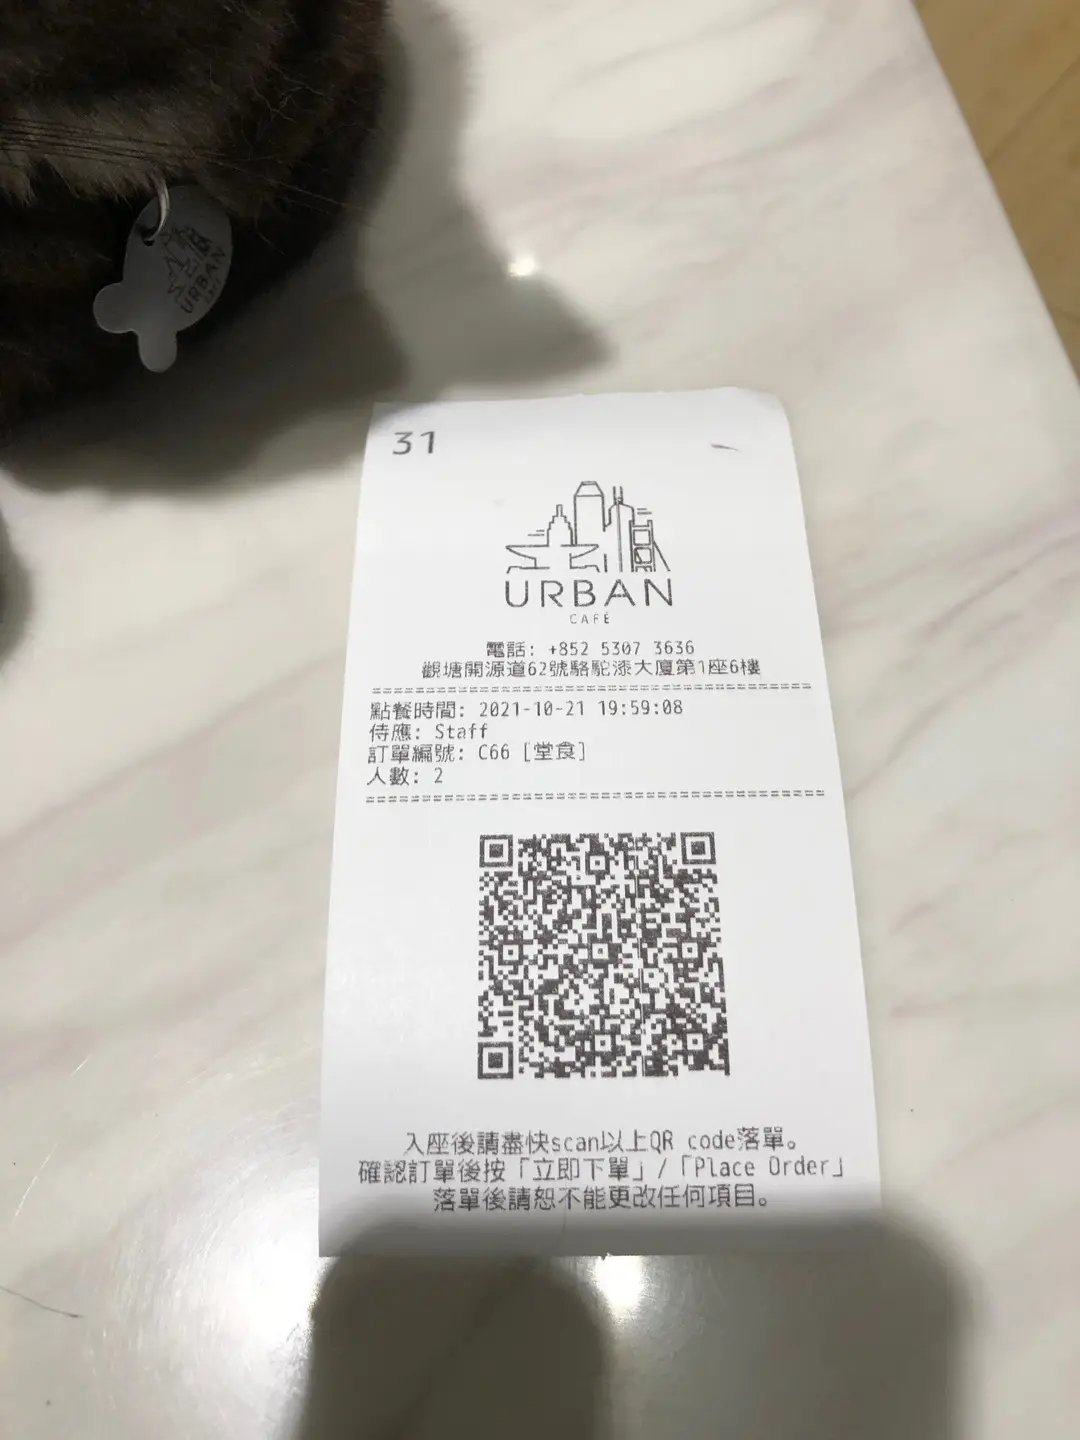 URBAN
31
URBAN
CAFÉ
電話: +852 5307 3636
觀塘開源道62號駱駝漆大廈第1座6樓
點餐時間: 2021-10-21 19:59:08
侍應: Staff
訂單編號: C66 [堂食]
人數: 2
入座後請盡快scan以上QR code落單。
確認訂單後按「立即下單」/「Place Order」
落單後請恕不能更改任何項目。